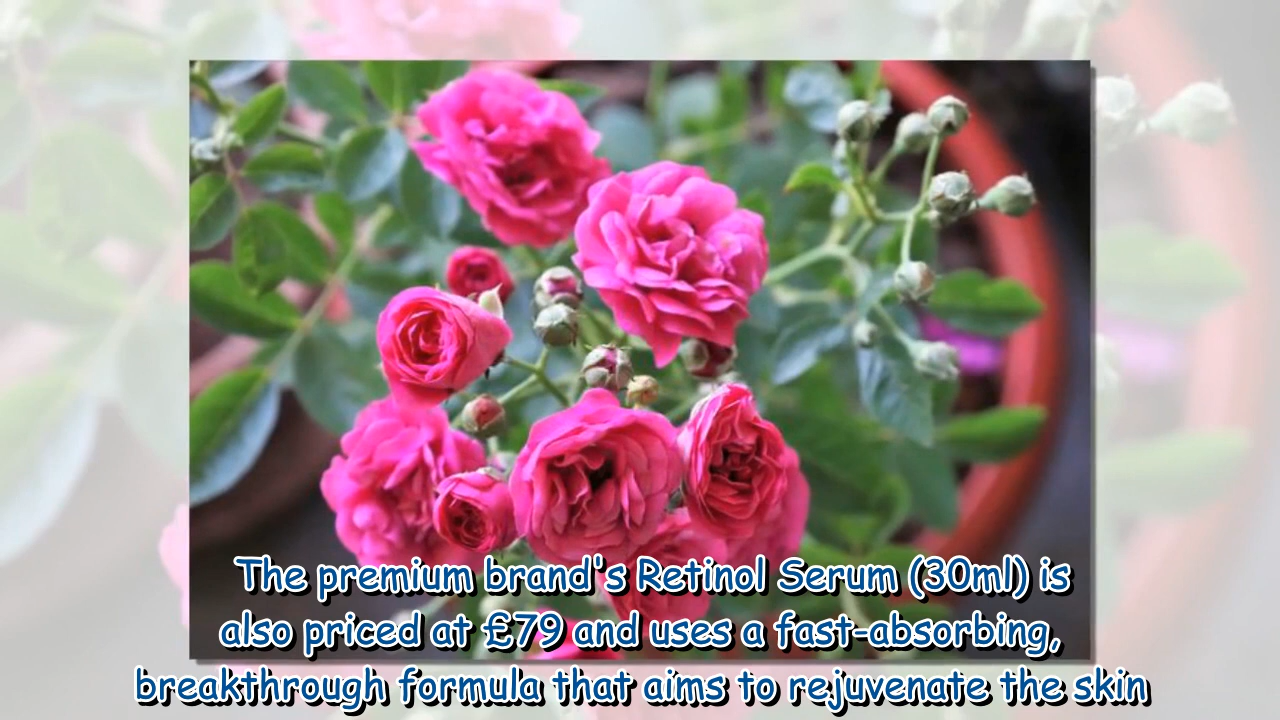 The premium brand's Retinol Serum (30ml) is
also priced at £79 and uses a fast-absorbing,
breakthrough formula that aims to rejuvenate the skin